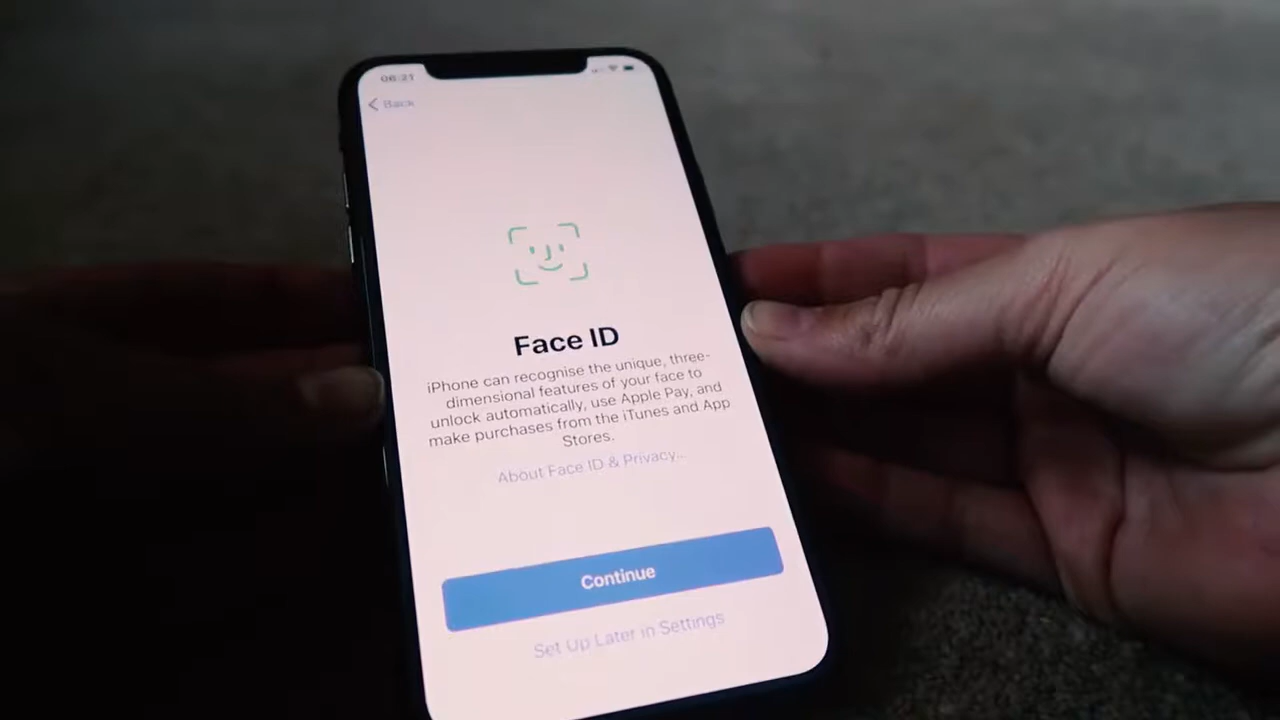 06:21
Back
Face ID
iPhone can recognise the unique, three-
dimensional features of your face to
unlock automatically, use Apple Pay, and
make purchases from the iTunes and App
Stores.
About Face ID & Privacy...
Continue
Set Up Later in Settings